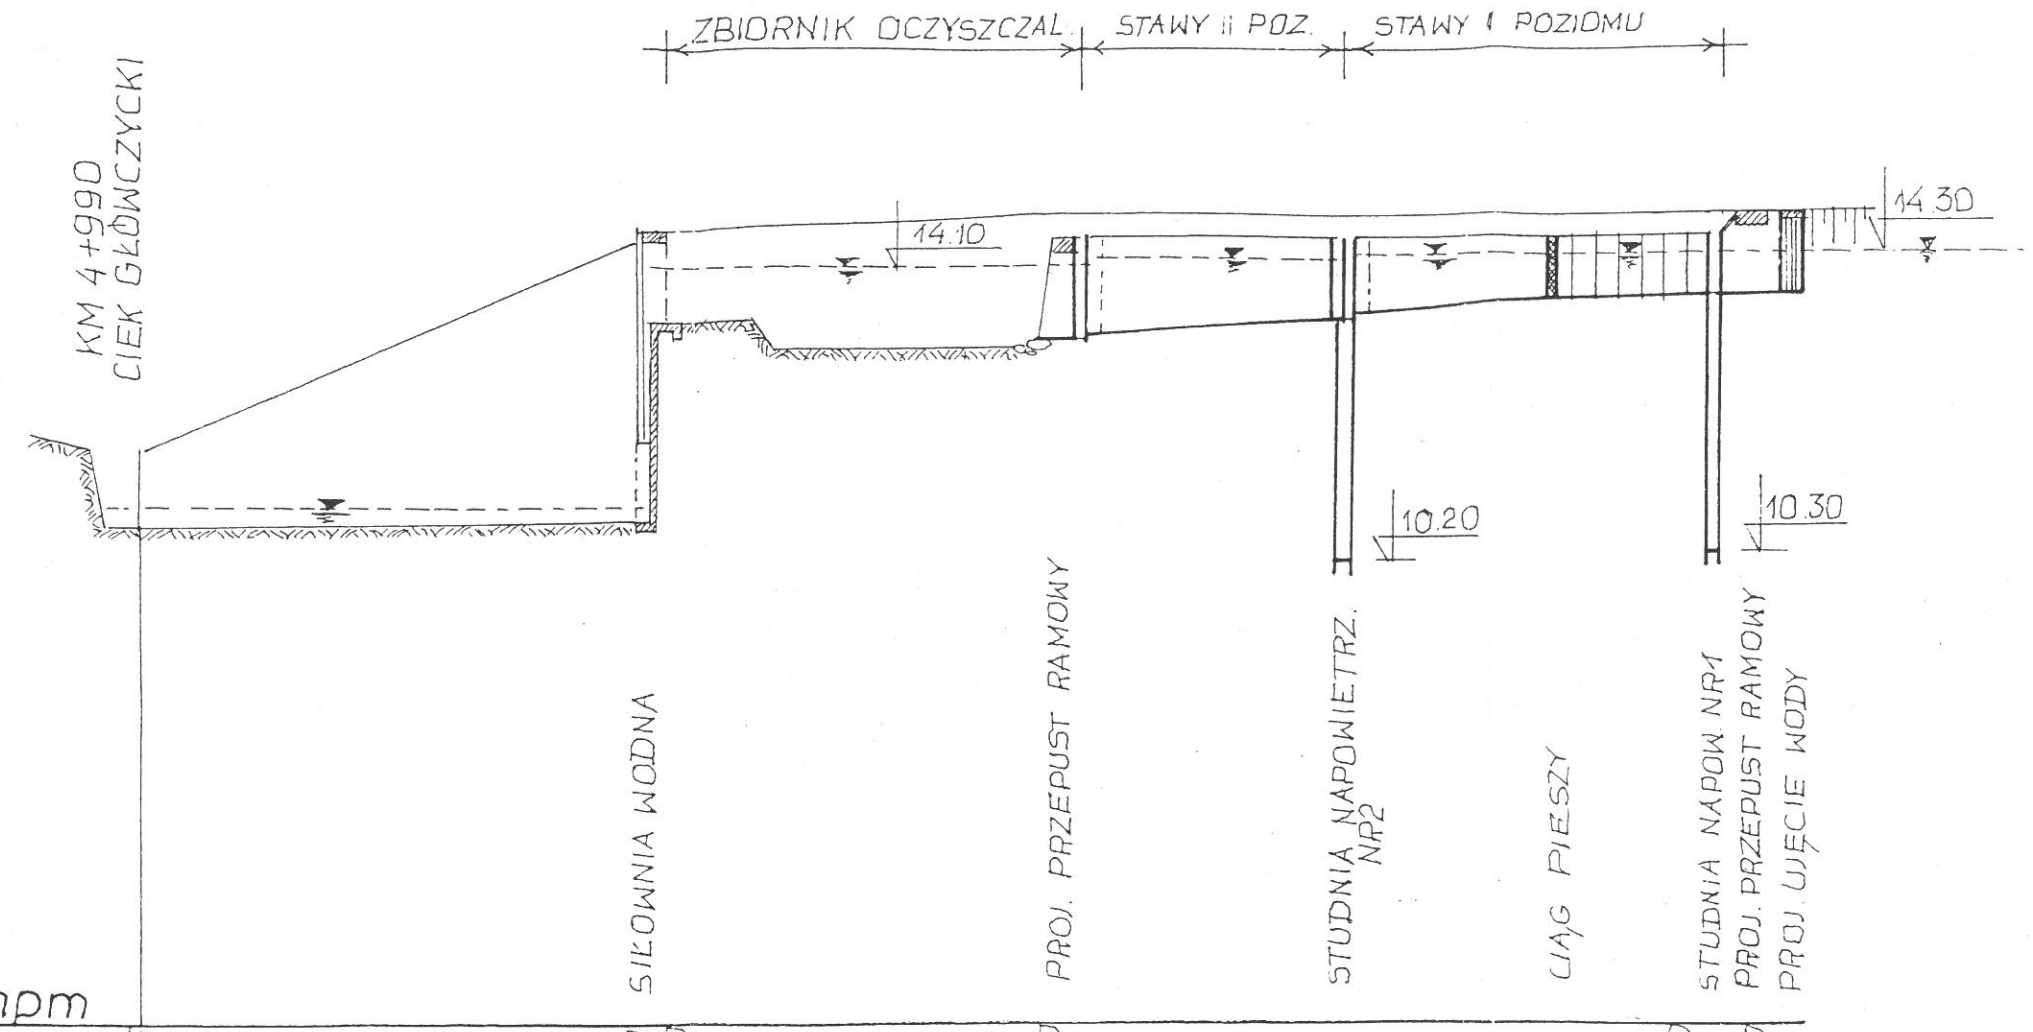 ZBIORNIK OCZYSZCZAL.
STAWY II POZ.
STAWY I POZIOMU
KM 4+990
CIEK GŁÓWCZYCKI
14.10
14.30
10.20
10.30
SIŁOWNIA WODNA
PROJ. PRZEPUST RAMOWY
STUDNIA NAPOWIETRZ.
NR2
CIĄG PIESZY
STUDNIA NAPOW. NR1
PROJ. PRZEPUST RAMOWY
PROJ. UJĘCIE WODY
npm